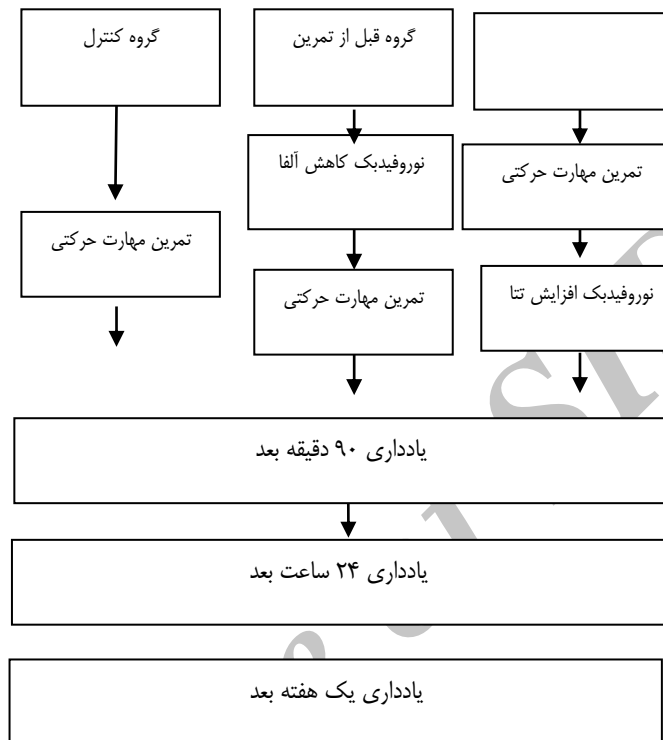 گروه قبل از تمرین
گروه کنترل
تمرین مهارت حرکتی
نوروفیدبک کاهش آلفا
تمرین مهارت حرکتی
نوروفیدبک افزایش تتا
تمرین مهارت حرکتی
یادداری ۹۰ دقیقه بعد
یادداری ۲۴ ساعت بعد
یادداری یک هفته بعد